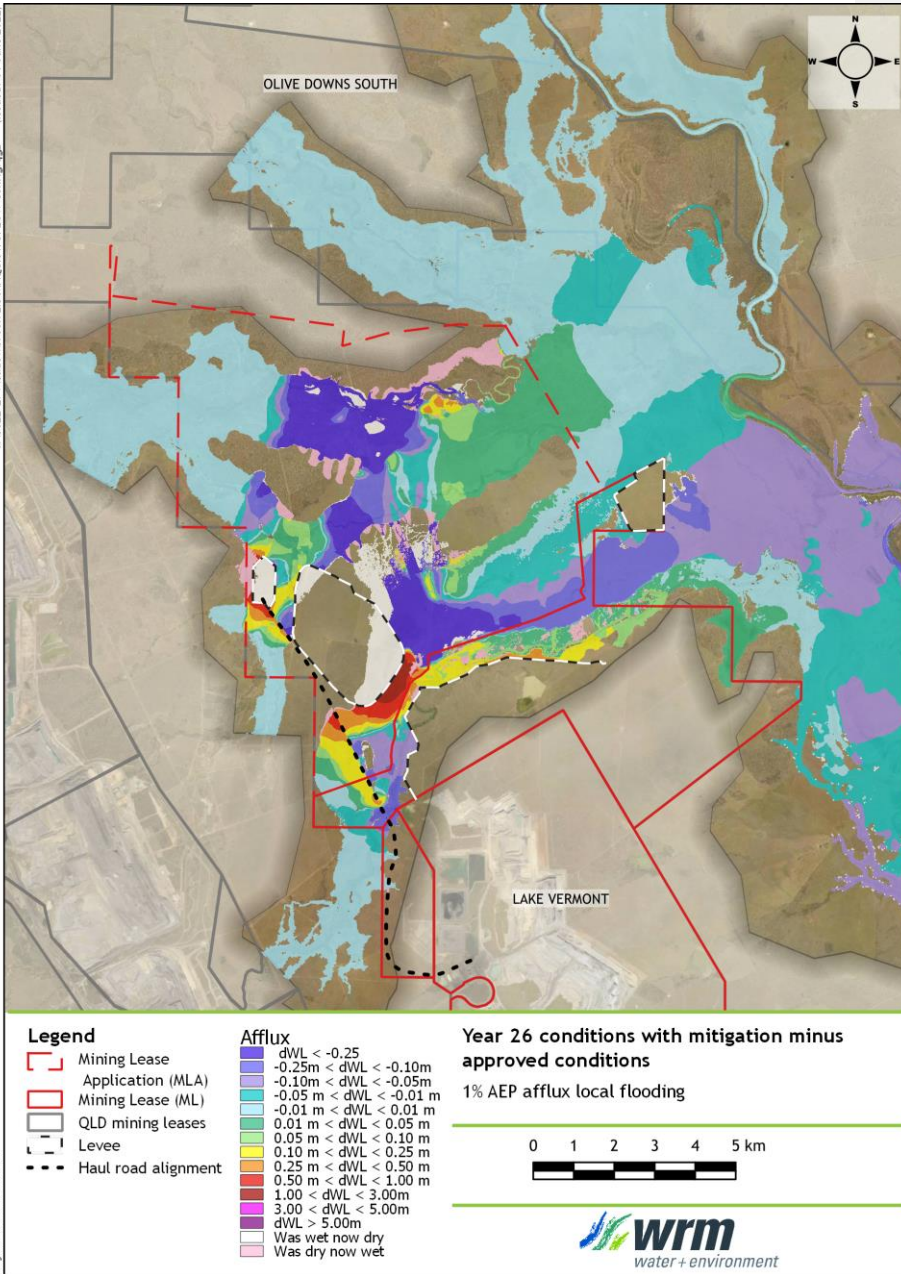 N
W E
S
OLIVE DOWNS SOUTH
LAKE VERMONT
Legend
Mining Lease
Application (MLA)
Mining Lease (ML)
QLD mining leases
Levee
Haul road alignment
Afflux
dWL < -0.25
-0.25m < dWL < -0.10m
-0.10m < dWL < -0.05m
-0.05 m < dWL < -0.01 m
-0.01 m < dWL < 0.01 m
0.01 m < dWL < 0.05 m
0.05 m < dWL < 0.10 m
0.10 m < dWL < 0.25 m
0.25 m < dWL < 0.50 m
0.50 m < dWL < 1.00 m
1.00 < dWL < 3.00m
3.00 < dWL < 5.00m
dWL > 5.00m
Was wet now dry
Was dry now wet
Year 26 conditions with mitigation minus
approved conditions
1% AEP afflux local flooding
0 1 2 3 4 5 km
wrm
water+environment